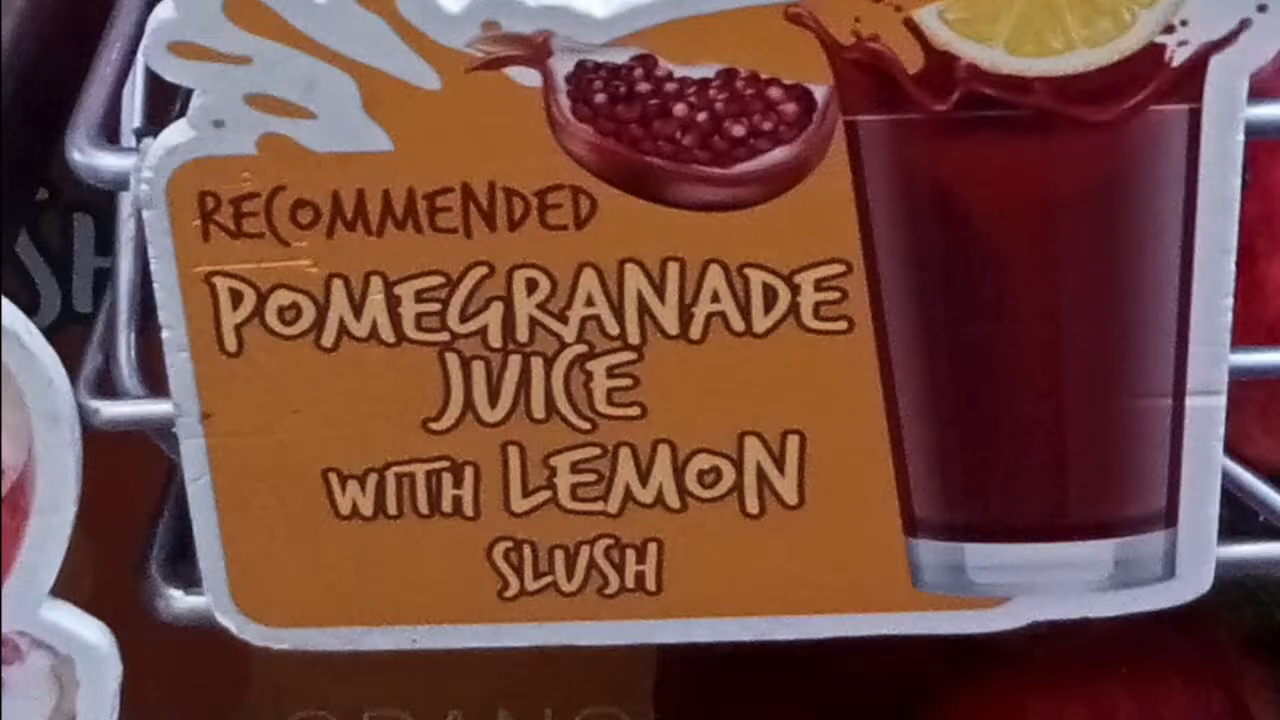 RECOMMENDED
POMEGRANADE
JUICE
WITH LEMON
SLUSH